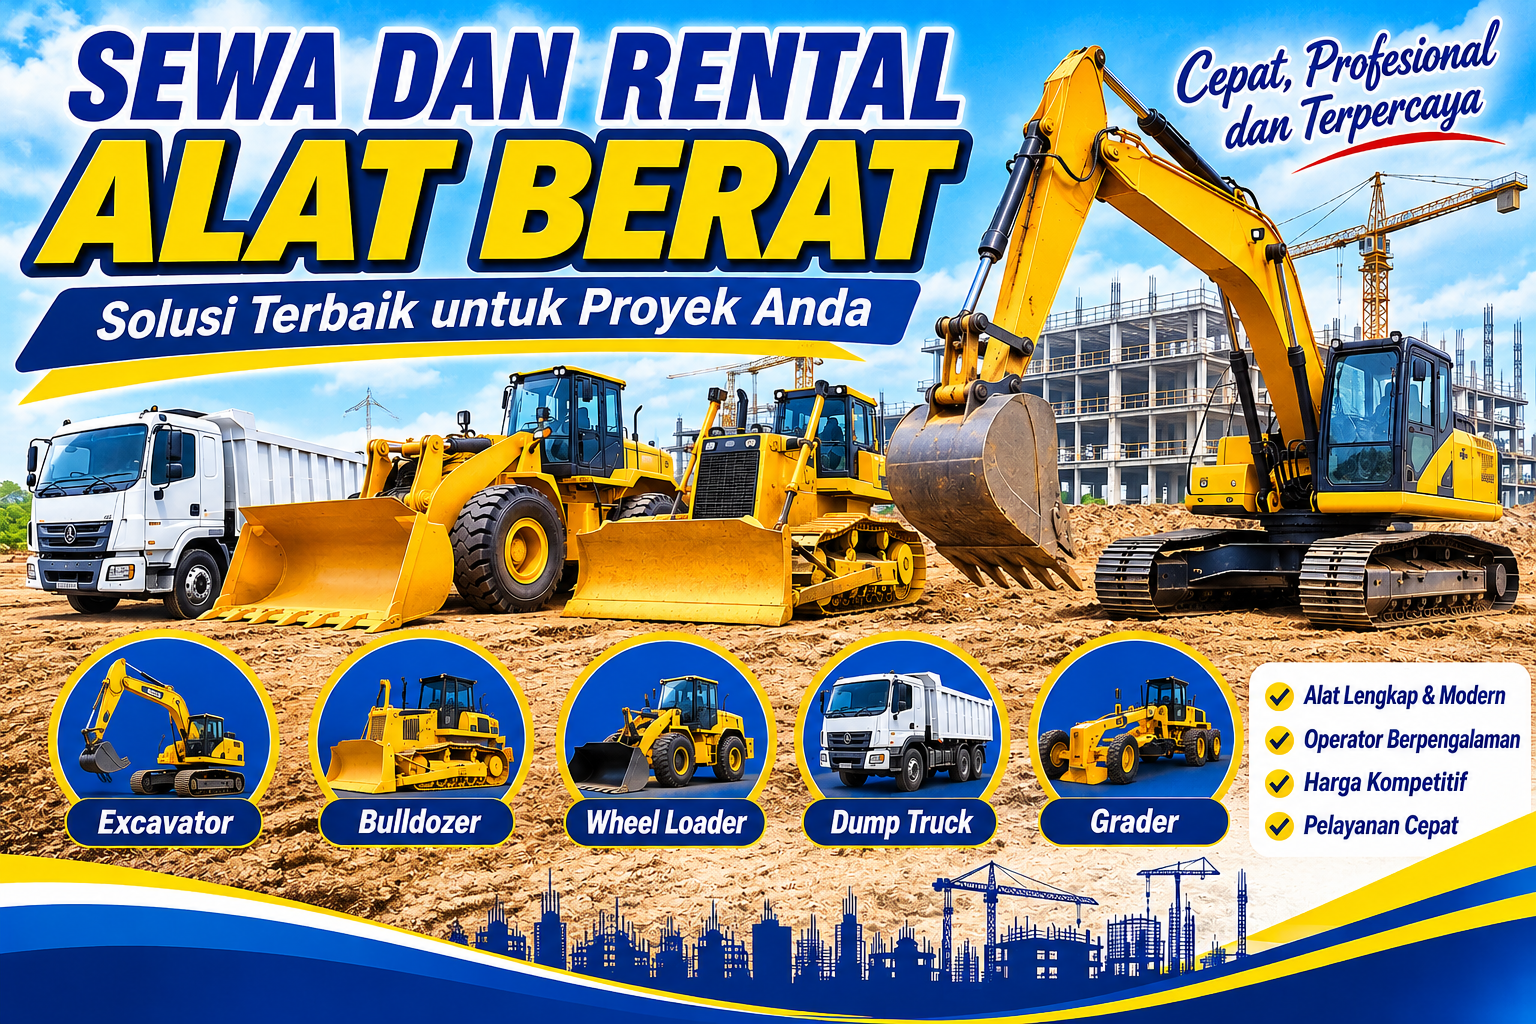 SEWA DAN RENTAL
ALAT BERAT
Solusi Terbaik untuk Proyek Anda
Cepat, Profesional
dan Terpercaya
Excavator
Bulldozer
Wheel Loader
Dump Truck
Grader
Alat Lengkap & Modern
Operator Berpengalaman
Harga Kompetitif
Pelayanan Cepat